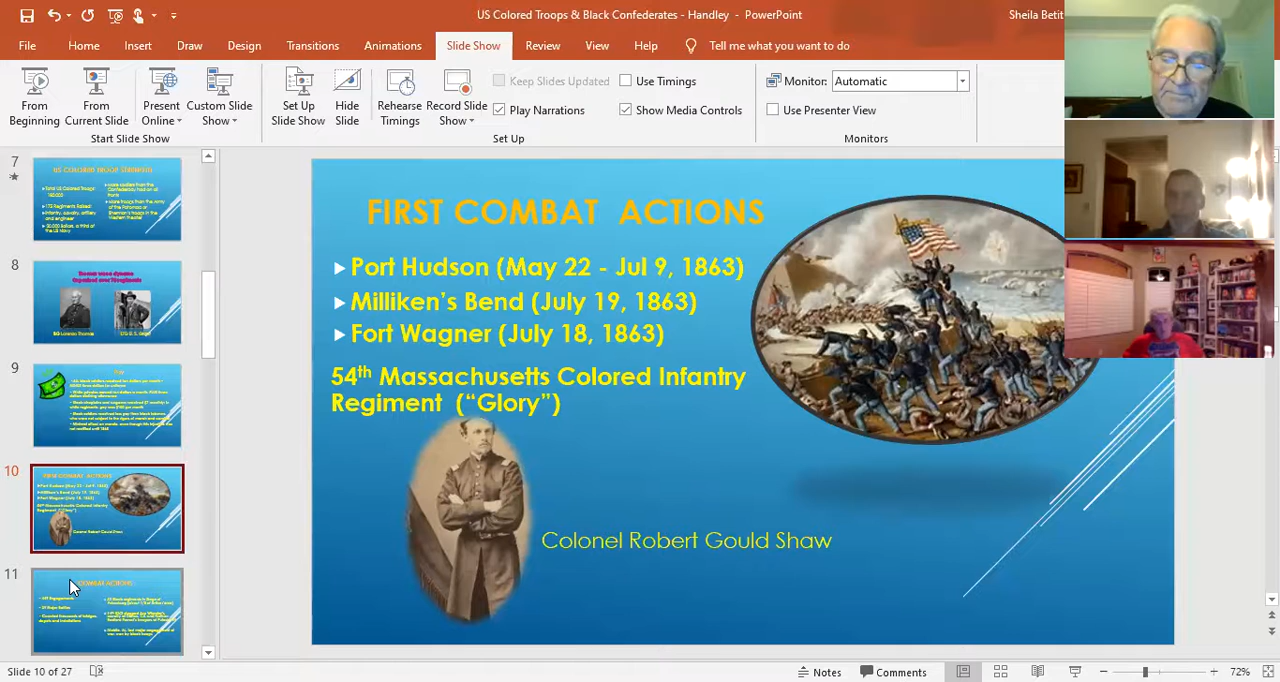 US Colored Troops & Black Confederates - Handley - PowerPoint
Sheila Betit
File Home Insert Draw Design Transitions Animations Slide Show Review View Help Tell me what you want to do
Keep Slides Updated Use Timings Monitor: Automatic
From Beginning From Current Slide Present Online Custom Slide Show Set Up Slide Show Hide Slide Rehearse Timings Record Slide Show
Play Narrations Show Media Controls Use Presenter View
Start Slide Show Set Up Monitors
7
8
9
10
11
FIRST COMBAT ACTIONS
Port Hudson (May 22 - Jul 9, 1863)
Milliken's Bend (July 19, 1863)
Fort Wagner (July 18, 1863)
54th Massachusetts Colored Infantry
Regiment ("Glory")
Colonel Robert Gould Shaw
Slide 10 of 27 Notes Comments 72%